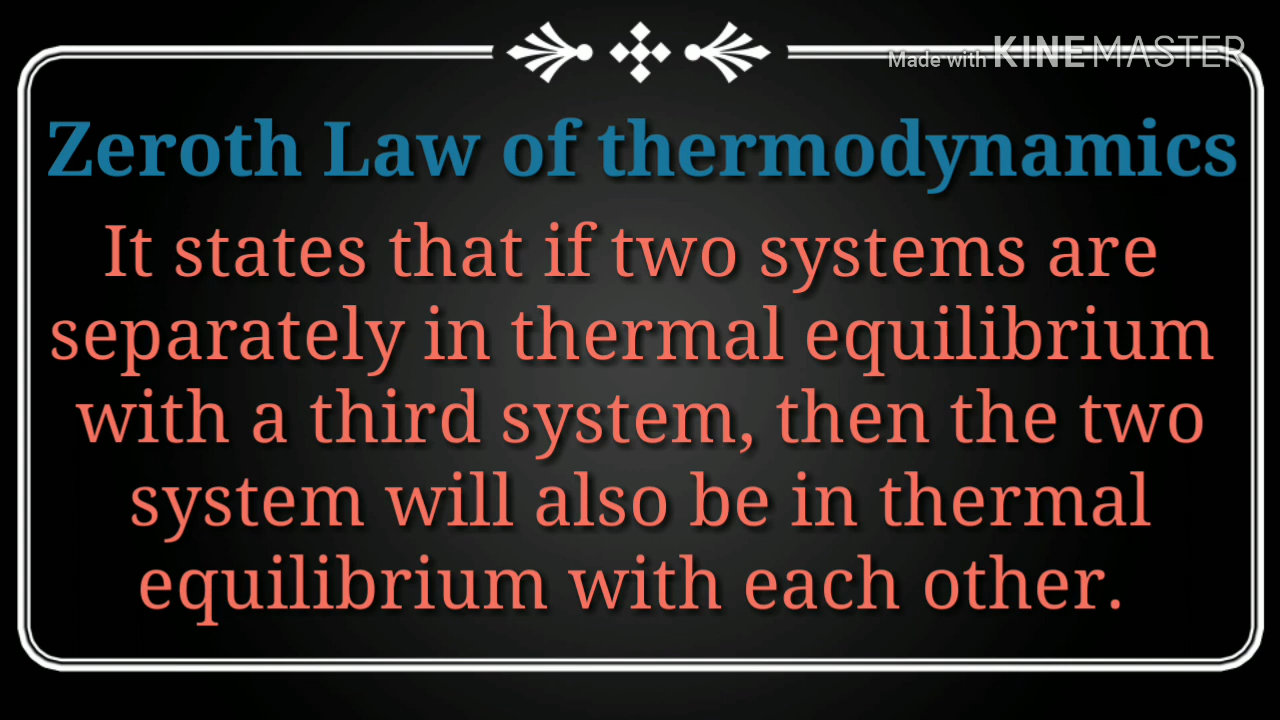 Made with KINEMASTER
Zeroth Law of thermodynamics
It states that if two systems are
separately in thermal equilibrium
with a third system, then the two
system will also be in thermal
equilibrium with each other.